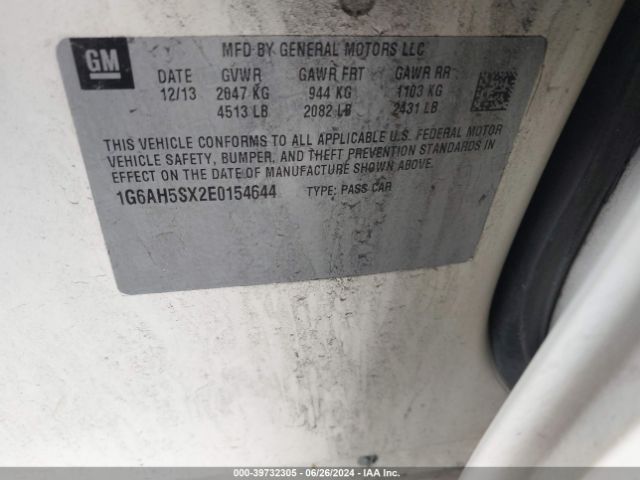 GM
MFD BY GENERAL MOTORS LLC
DATE GVWR GAWR FRT GAWR RR
12/13 2047 KG 944 KG 1103 KG
4513 LB 2082 LB 2431 LB
THIS VEHICLE CONFORMS TO ALL APPLICABLE U.S. FEDERAL MOTOR
VEHICLE SAFETY, BUMPER, AND THEFT PREVENTION STANDARDS IN
EFFECT ON THE DATE OF MANUFACTURE SHOWN ABOVE.
1G6AH5SX2E0154644 TYPE: PASS CAR
000-39732305 - 06/26/2024 - IAA Inc.